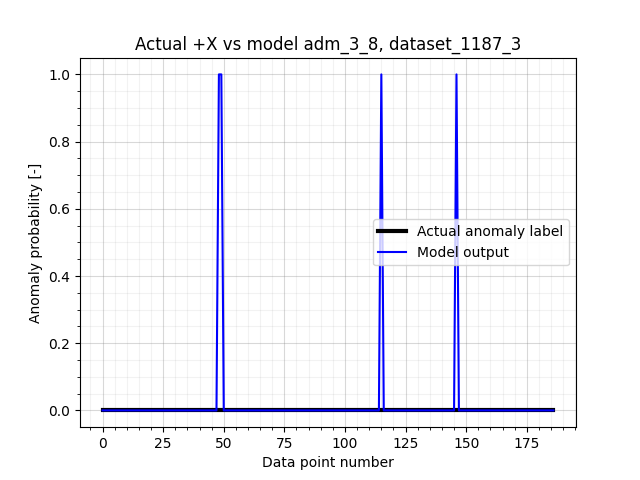 Actual +X vs model adm_3_8, dataset_1187_3
1.0
0.8
0.6
0.4
0.2
0.0
Anomaly probability [-]
Actual anomaly label
Model output
0 25 50 75 100 125 150 175
Data point number